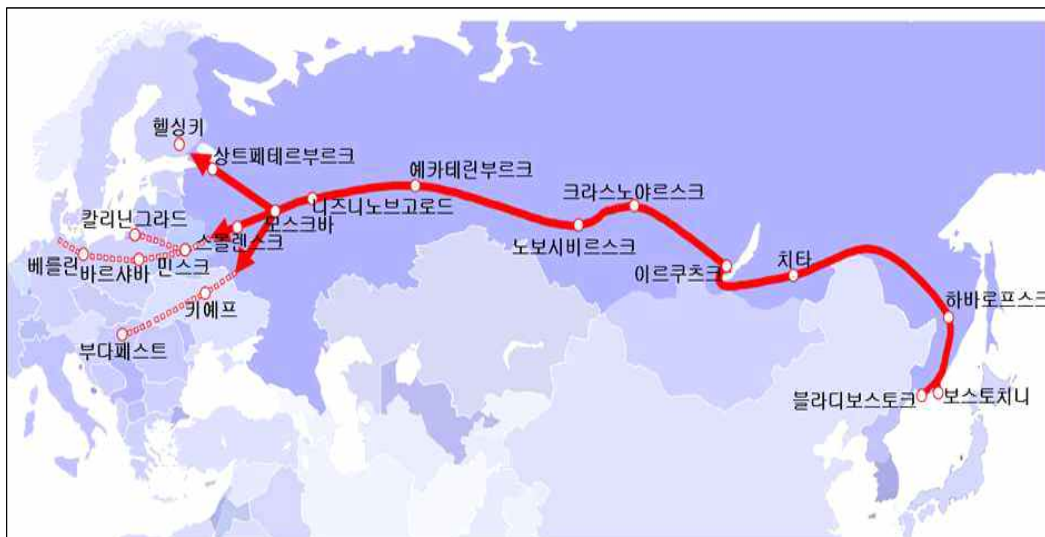 헬싱키
상트페테르부르크
예카테린부르크
크라스노야르스크
니즈니노브고로드
칼리닌그라드
모스크바
스몰렌스크
노보시비르스크
베를린
바르샤바
민스크
이르쿠츠크
치타
키예프
하바로프스크
부다페스트
블라디보스토크
보스토치니